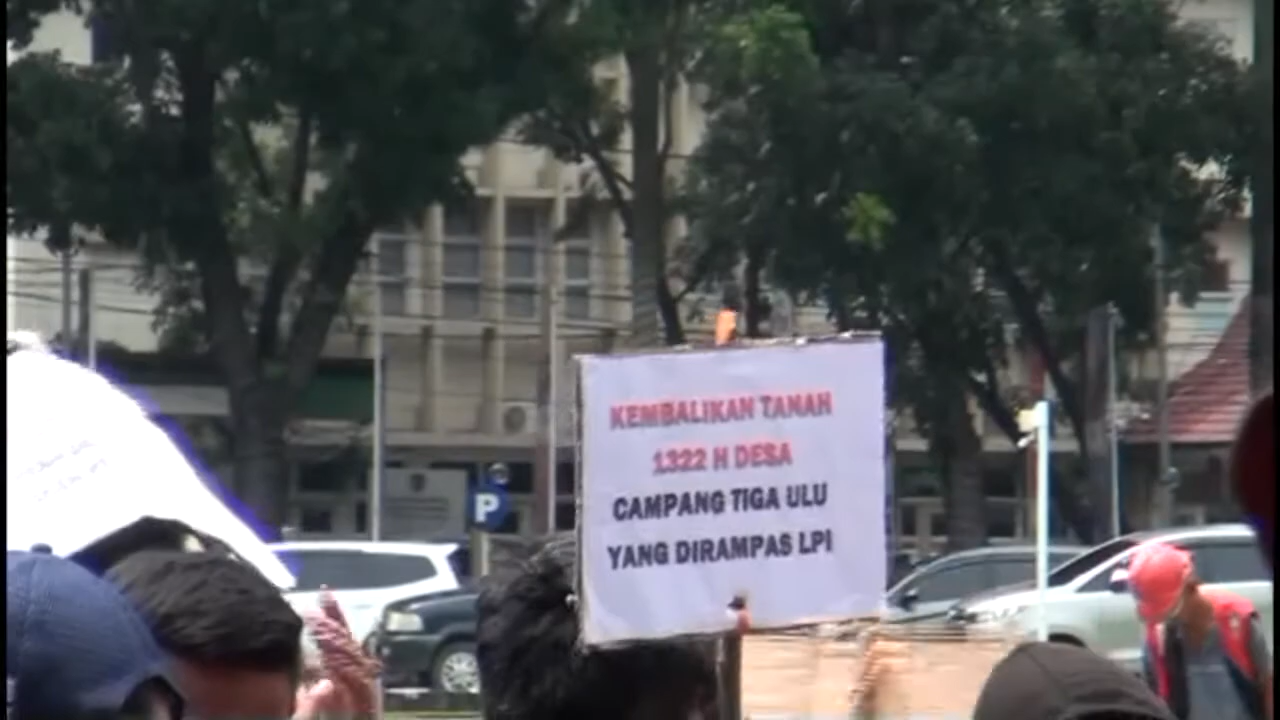 KEMBALIKAN TANAH
1322 H DESA
CAMPANG TIGA ULU
YANG DIRAMPAS LPI
P